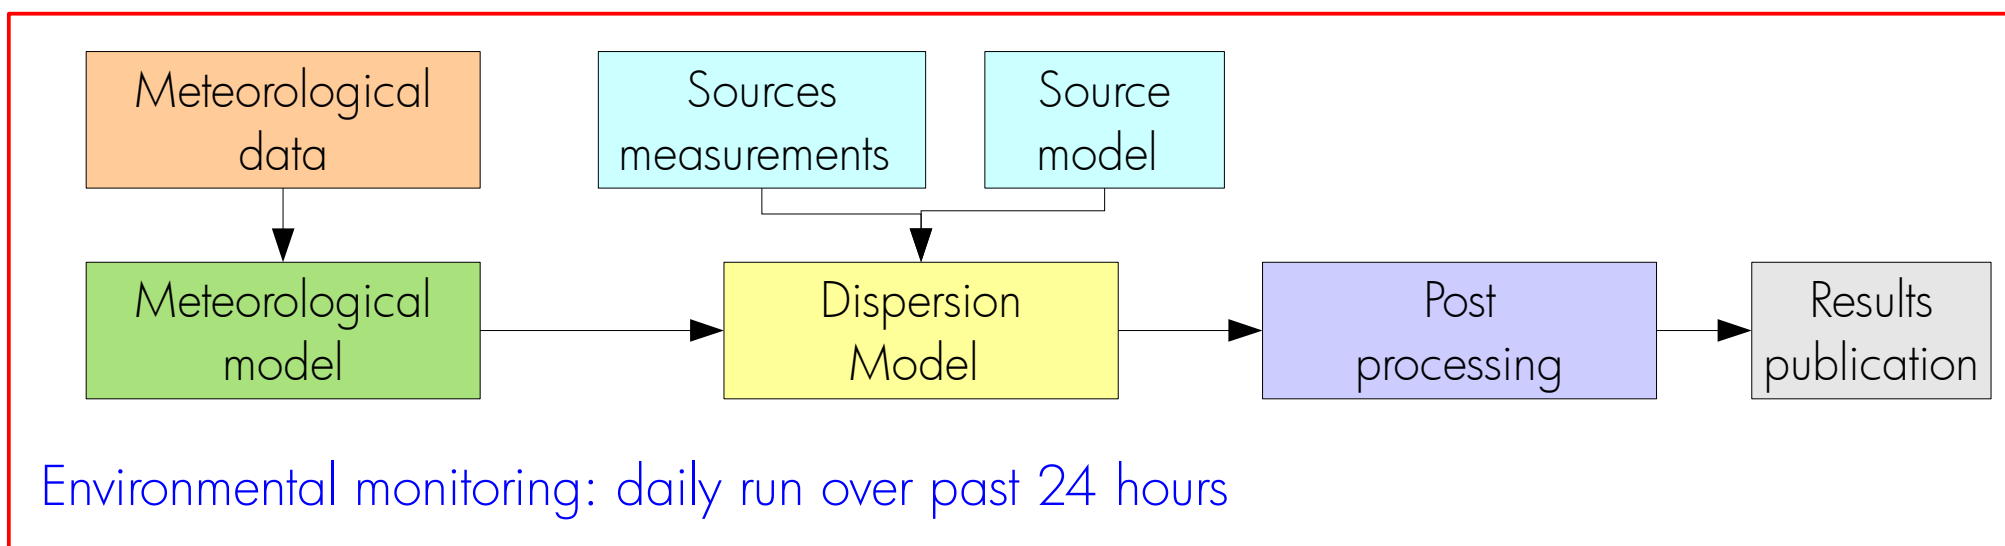 Meteorological
data
Sources
measurements
Source
model
Meteorological
model
Dispersion
Model
Post
processing
Results
publication
Environmental monitoring: daily run over past 24 hours